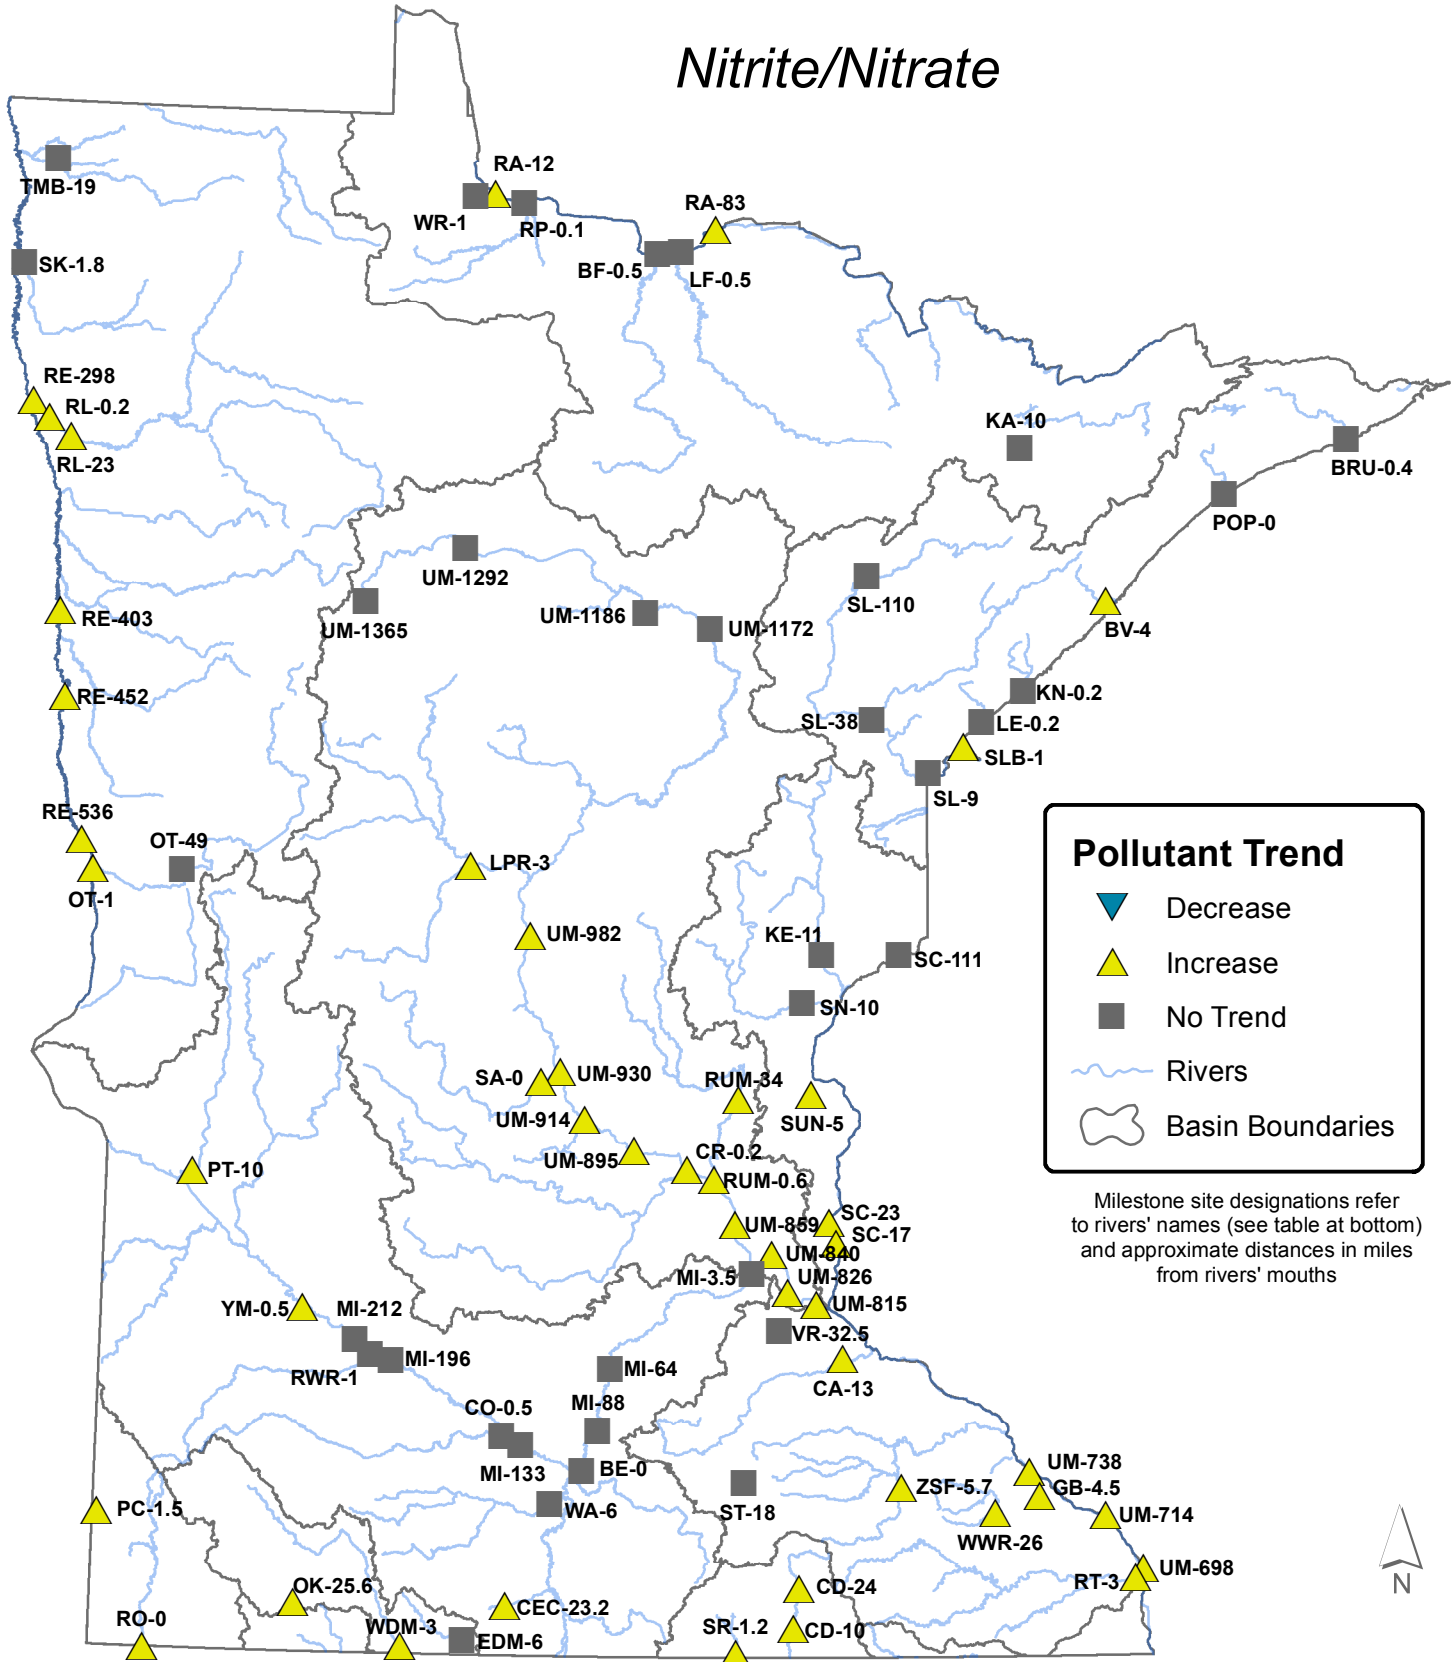 Nitrite/Nitrate
RA-12
TMB-19
WR-1
RP-0.1
RA-83
BF-0.5
LF-0.5
SK-1.8
RE-298
RL-0.2
RL-23
KA-10
BRU-0.4
POP-0
UM-1292
UM-1365
UM-1186
UM-1172
SL-110
BV-4
RE-403
RE-452
KN-0.2
SL-38
LE-0.2
SLB-1
SL-9
RE-536
OT-49
OT-1
LPR-3
UM-982
KE-11
SC-111
SN-10
Pollutant Trend
Decrease
Increase
No Trend
Rivers
Basin Boundaries
Milestone site designations refer
to rivers' names (see table at bottom)
and approximate distances in miles
from rivers' mouths
SA-0
UM-930
RUM-34
UM-914
SUN-5
UM-895
CR-0.2
PT-10
RUM-0.6
UM-859
SC-23
SC-17
UM-840
MI-3.5
UM-826
YM-0.5
MI-212
UM-815
VR-32.5
RWR-1
MI-196
MI-64
CA-13
CO-0.5
MI-88
MI-133
BE-0
WA-6
UM-738
GB-4.5
ZSF-5.7
PC-1.5
ST-18
UM-714
WWR-26
UM-698
RT-3
OK-25.6
CD-24
CEC-23.2
RO-0
WDM-3
EDM-6
SR-1.2
CD-10
N